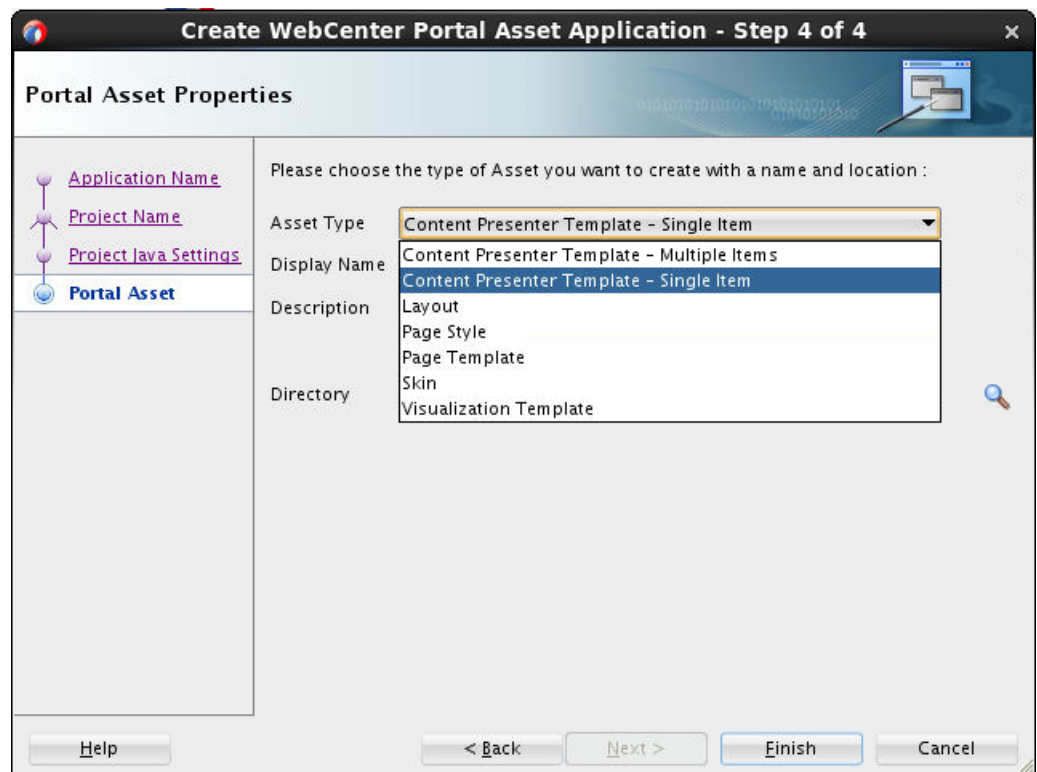 Create WebCenter Portal Asset Application - Step 4 of 4
Portal Asset Properties
Application Name
Project Name
Project Java Settings
Portal Asset
Please choose the type of Asset you want to create with a name and location :
Asset Type
Content Presenter Template - Single Item
Display Name
Description
Directory
Content Presenter Template - Multiple Items
Content Presenter Template - Single Item
Layout
Page Style
Page Template
Skin
Visualization Template
Help
< Back
Next >
Finish
Cancel